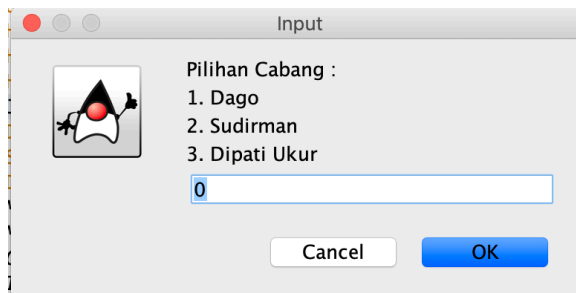 Input
Pilihan Cabang :
1. Dago
2. Sudirman
3. Dipati Ukur
0
Cancel
OK